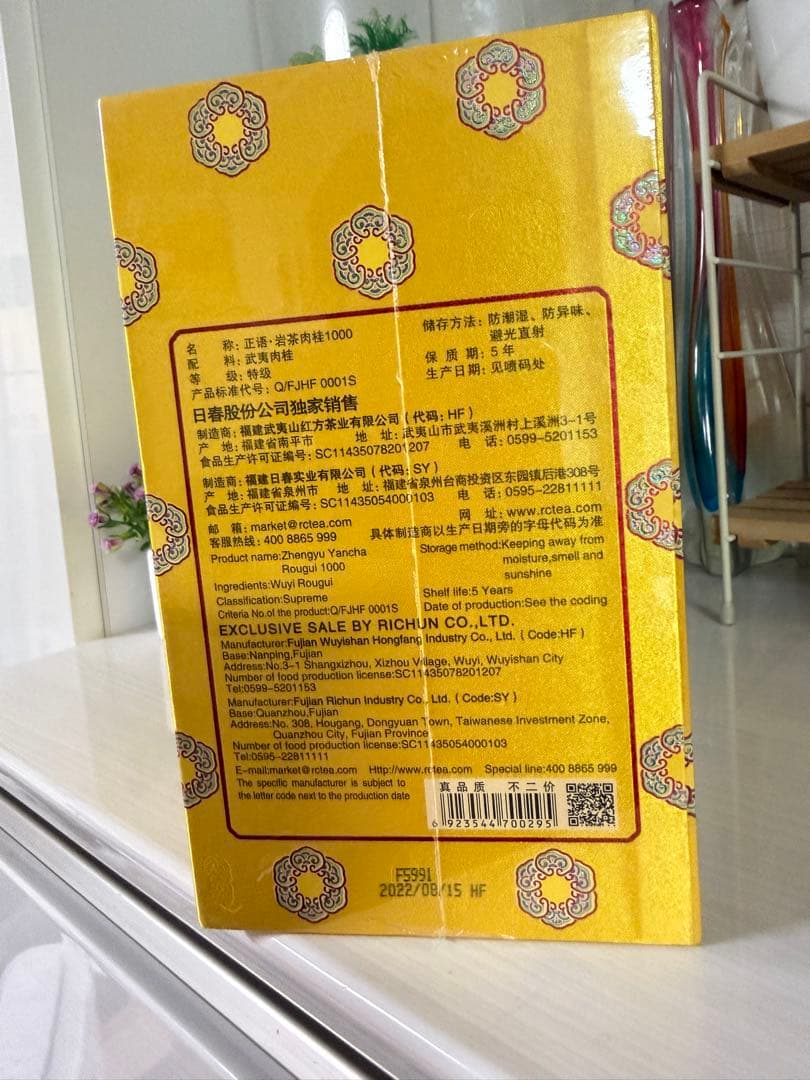 名 称: 正语·岩茶肉桂1000
配 料: 武夷肉桂
等 级: 特级
产品标准代号: Q/FJHF 0001S
储存方法: 防潮湿、防异味、
避光直射
保 质 期: 5 年
生产日期: 见喷码处
日春股份公司独家销售
制造商: 福建武夷山红方茶业有限公司 (代码: HF)
产 地: 福建省南平市 地 址: 武夷山市武夷溪洲村上溪洲3-1号
食品生产许可证编号: SC11435078201207 电 话: 0599-5201153
制造商: 福建日春实业有限公司 (代码: SY)
产 地: 福建省泉州市 地 址: 福建省泉州台商投资区东园镇后港308号
食品生产许可证编号: SC11435054000103 电 话: 0595-22811111
邮 箱: market@rctea.com 网 址: www.rctea.com
客服热线: 400 8865 999 具体制造商以生产日期旁的字母代码为准
Product name:Zhengyu Yancha
Rougui 1000
Ingredients:Wuyi Rougui
Classification:Supreme
Criteria No.of the product:Q/FJHF 0001S
Storage method:Keeping away from
moisture,smell and
sunshine
Shelf life:5 Years
Date of production:See the coding
EXCLUSIVE SALE BY RICHUN CO.,LTD.
Manufacturer:Fujian Wuyishan Hongfang Industry Co., Ltd. (Code:HF)
Base:Nanping,Fujian
Address:No.3-1 Shangxizhou, Xizhou Village, Wuyi, Wuyishan City
Number of food production license:SC11435078201207
Tel:0599-5201153
Manufacturer:Fujian Richun Industry Co., Ltd. (Code:SY)
Base:Quanzhou,Fujian
Address:No. 308, Hougang, Dongyuan Town, Taiwanese Investment Zone,
Quanzhou City, Fujian Province
Number of food production license:SC11435054000103
Tel:0595-22811111
E-mail:market@rctea.com Http://www.rctea.com Special line:400 8865 999
The specific manufacturer is subject to
the letter code next to the production date
真品质 不二价
6 923544 700295
F5991
2022/08/15 HF